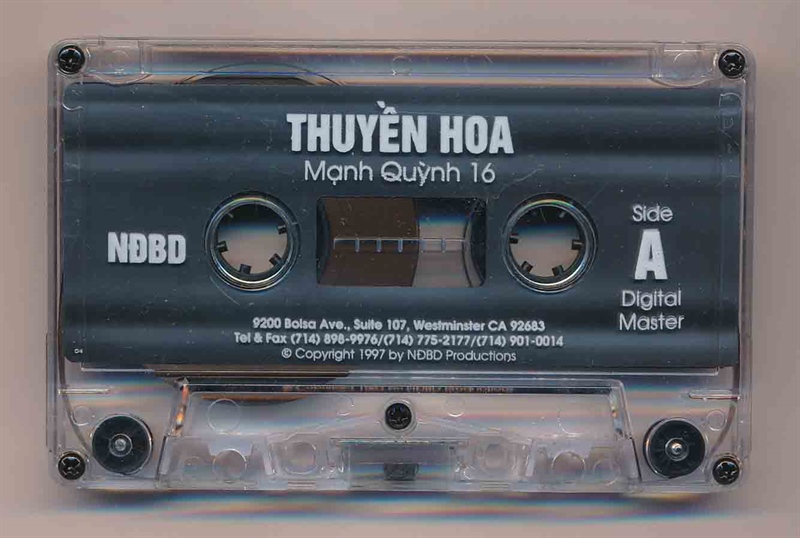 THUYỀN HOA
Mạnh Quỳnh 16
NĐBD
Side
A
Digital
Master
9200 Bolsa Ave., Suite 107, Westminster CA 92683
Tel & Fax (714) 898-9976/(714) 775-2177/(714) 901-0014
© Copyright 1997 by NĐBD Productions